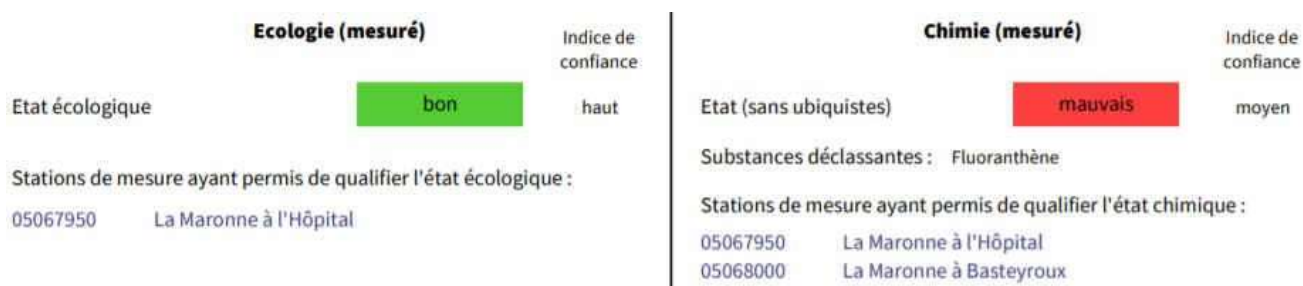 Ecologie (mesuré)
Indice de
confiance
Etat écologique
bon
haut
Stations de mesure ayant permis de qualifier l'état écologique :
05067950 La Maronne à l'Hôpital
Chimie (mesuré)
Indice de
confiance
Etat (sans ubiquistes)
mauvais
moyen
Substances déclassantes : Fluoranthène
Stations de mesure ayant permis de qualifier l'état chimique :
05067950 La Maronne à l'Hôpital
05068000 La Maronne à Basteyroux